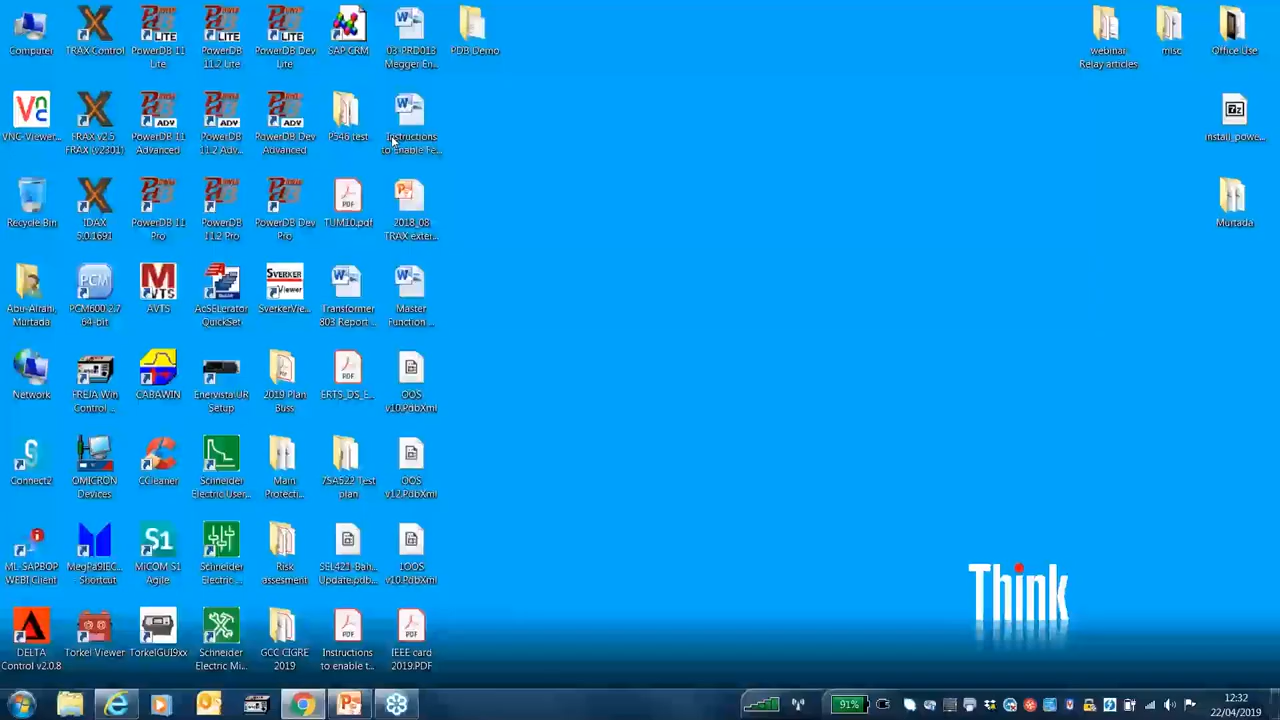 Computer
TRAX-Control
PowerDB 11
Lite
PowerDB
11.2 Lite
PowerDB Dev
Lite
SAP CRM
03-PRD013
Megger En...
PDB Demo
webinar
Relay articles
misc
Office Use
VNC-Viewer...
FRAX v2.5
FRAX (v2301)
PowerDB 11
Advanced
PowerDB
11.2 Adv...
PowerDB Dev
Advanced
P546 test
Instructions
to Enable Fe...
install_powe...
Recycle Bin
IDAX
5.0.1691
PowerDB 11
Pro
PowerDB
11.2 Pro
PowerDB Dev
Pro
TUM10.pdf
2018_08
TRAX exter...
Murtada
Abu-Alrahi,
Murtada
PCM600 2.7
64-bit
AVTS
AcSELerator
QuickSet
SverkerVie...
Transformer
803 Report...
Master
Function ...
Network
FREJA Win
Control ...
CABAWIN
EnervistaUR
Setup
2019 Plan
Buss
ERTS_DS_E...
OOS
v10.PdbXml
Connect2
OMICRON
Devices
CCleaner
Schneider
Electric User...
Main
Protecti...
7SA522 Test
plan
OOS
v12.PdbXml
ML-SAPBOP
WEBI Client
MegPa9IEC...
- Shortcut
MiCOM S1
Agile
Schneider
Electric ...
Risk
assesment
SEL421-Bah...
Update.pdb...
1OOS
v10.PdbXml
Think
DELTA
Control v2.0.8
Torkel Viewer
TorkelGUI9xx
Schneider
Electric Mi...
GCC CIGRE
2019
Instructions
to enable t...
IEEE card
2019.PDF
91%
12:32
22/04/2019